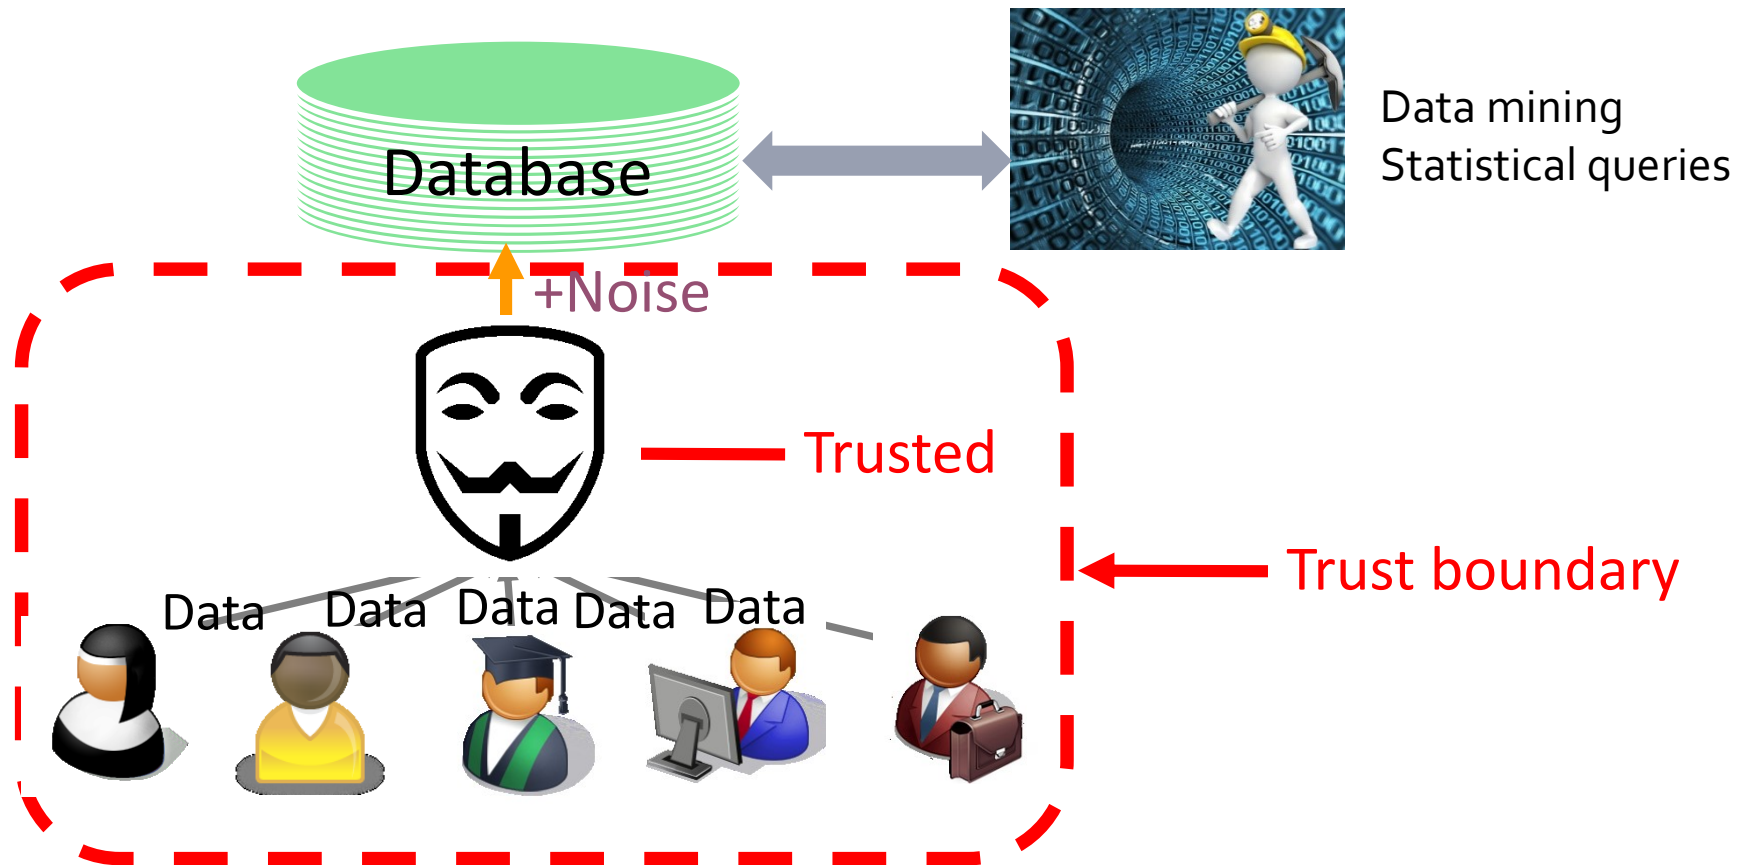 Database
Data mining
Statistical queries
+Noise
Trusted
Trust boundary
Data Data Data Data Data